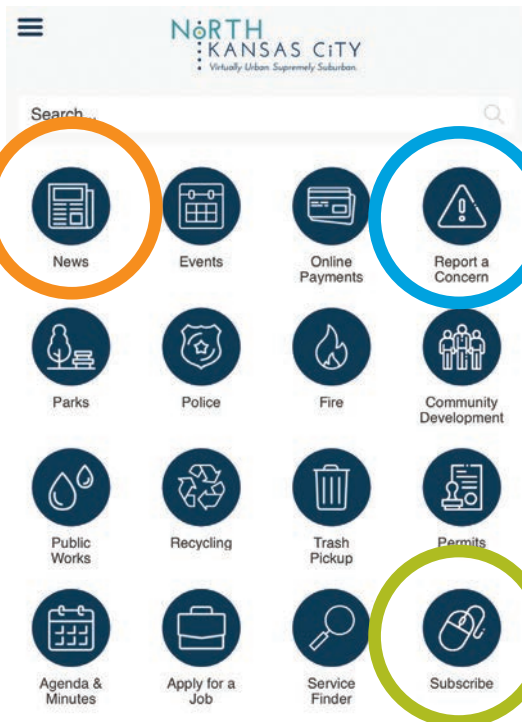 NoRTH
KANSAS CiTY
Virtually Urban. Supremely Suburban.
Search...
News
Events
Online
Payments
Report a
Concern
Parks
Police
Fire
Community
Development
Public
Works
Recycling
Trash
Pickup
Permits
Agenda &
Minutes
Apply for a
Job
Service
Finder
Subscribe